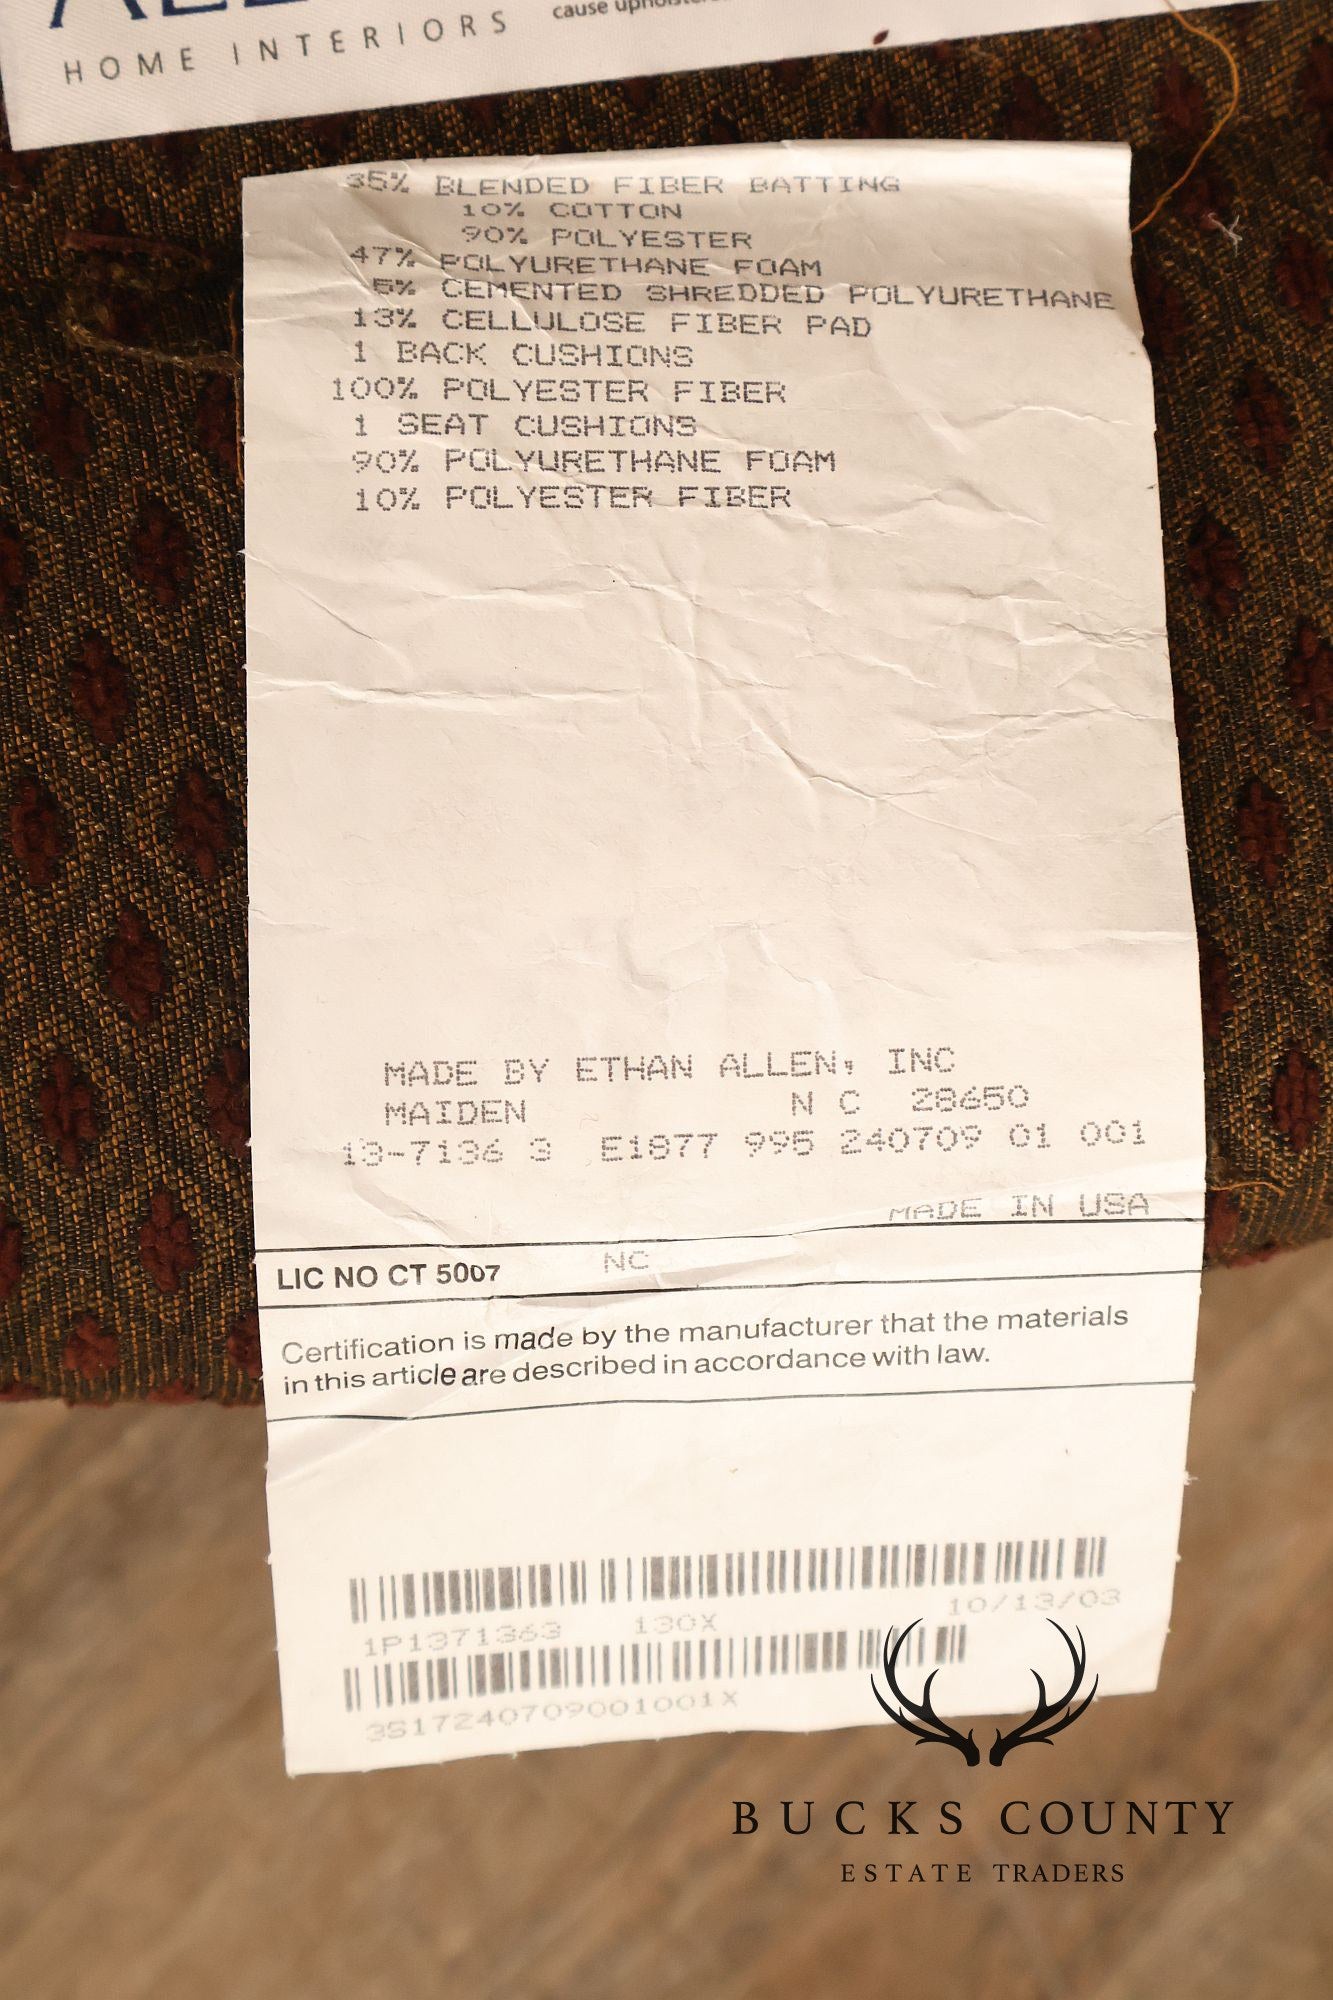 HOME INTERIORS
cause
35% BLENDED FIBER BATTING
10% COTTON
90% POLYESTER
47% POLYURETHANE FOAM
5% CEMENTED SHREDDED POLYURETHANE
13% CELLULOSE FIBER PAD
1 BACK CUSHIONS
100% POLYESTER FIBER
1 SEAT CUSHIONS
90% POLYURETHANE FOAM
10% POLYESTER FIBER
MADE BY ETHAN ALLEN, INC
MAIDEN N C 28650
13-7136 3 E1877 995 240709 01 001
MADE IN USA
LIC NO CT 5007 NC
Certification is made by the manufacturer that the materials
in this article are described in accordance with law.
1P1371363 130X 10/13/03
3S17240709001001X
BUCKS COUNTY
ESTATE TRADERS